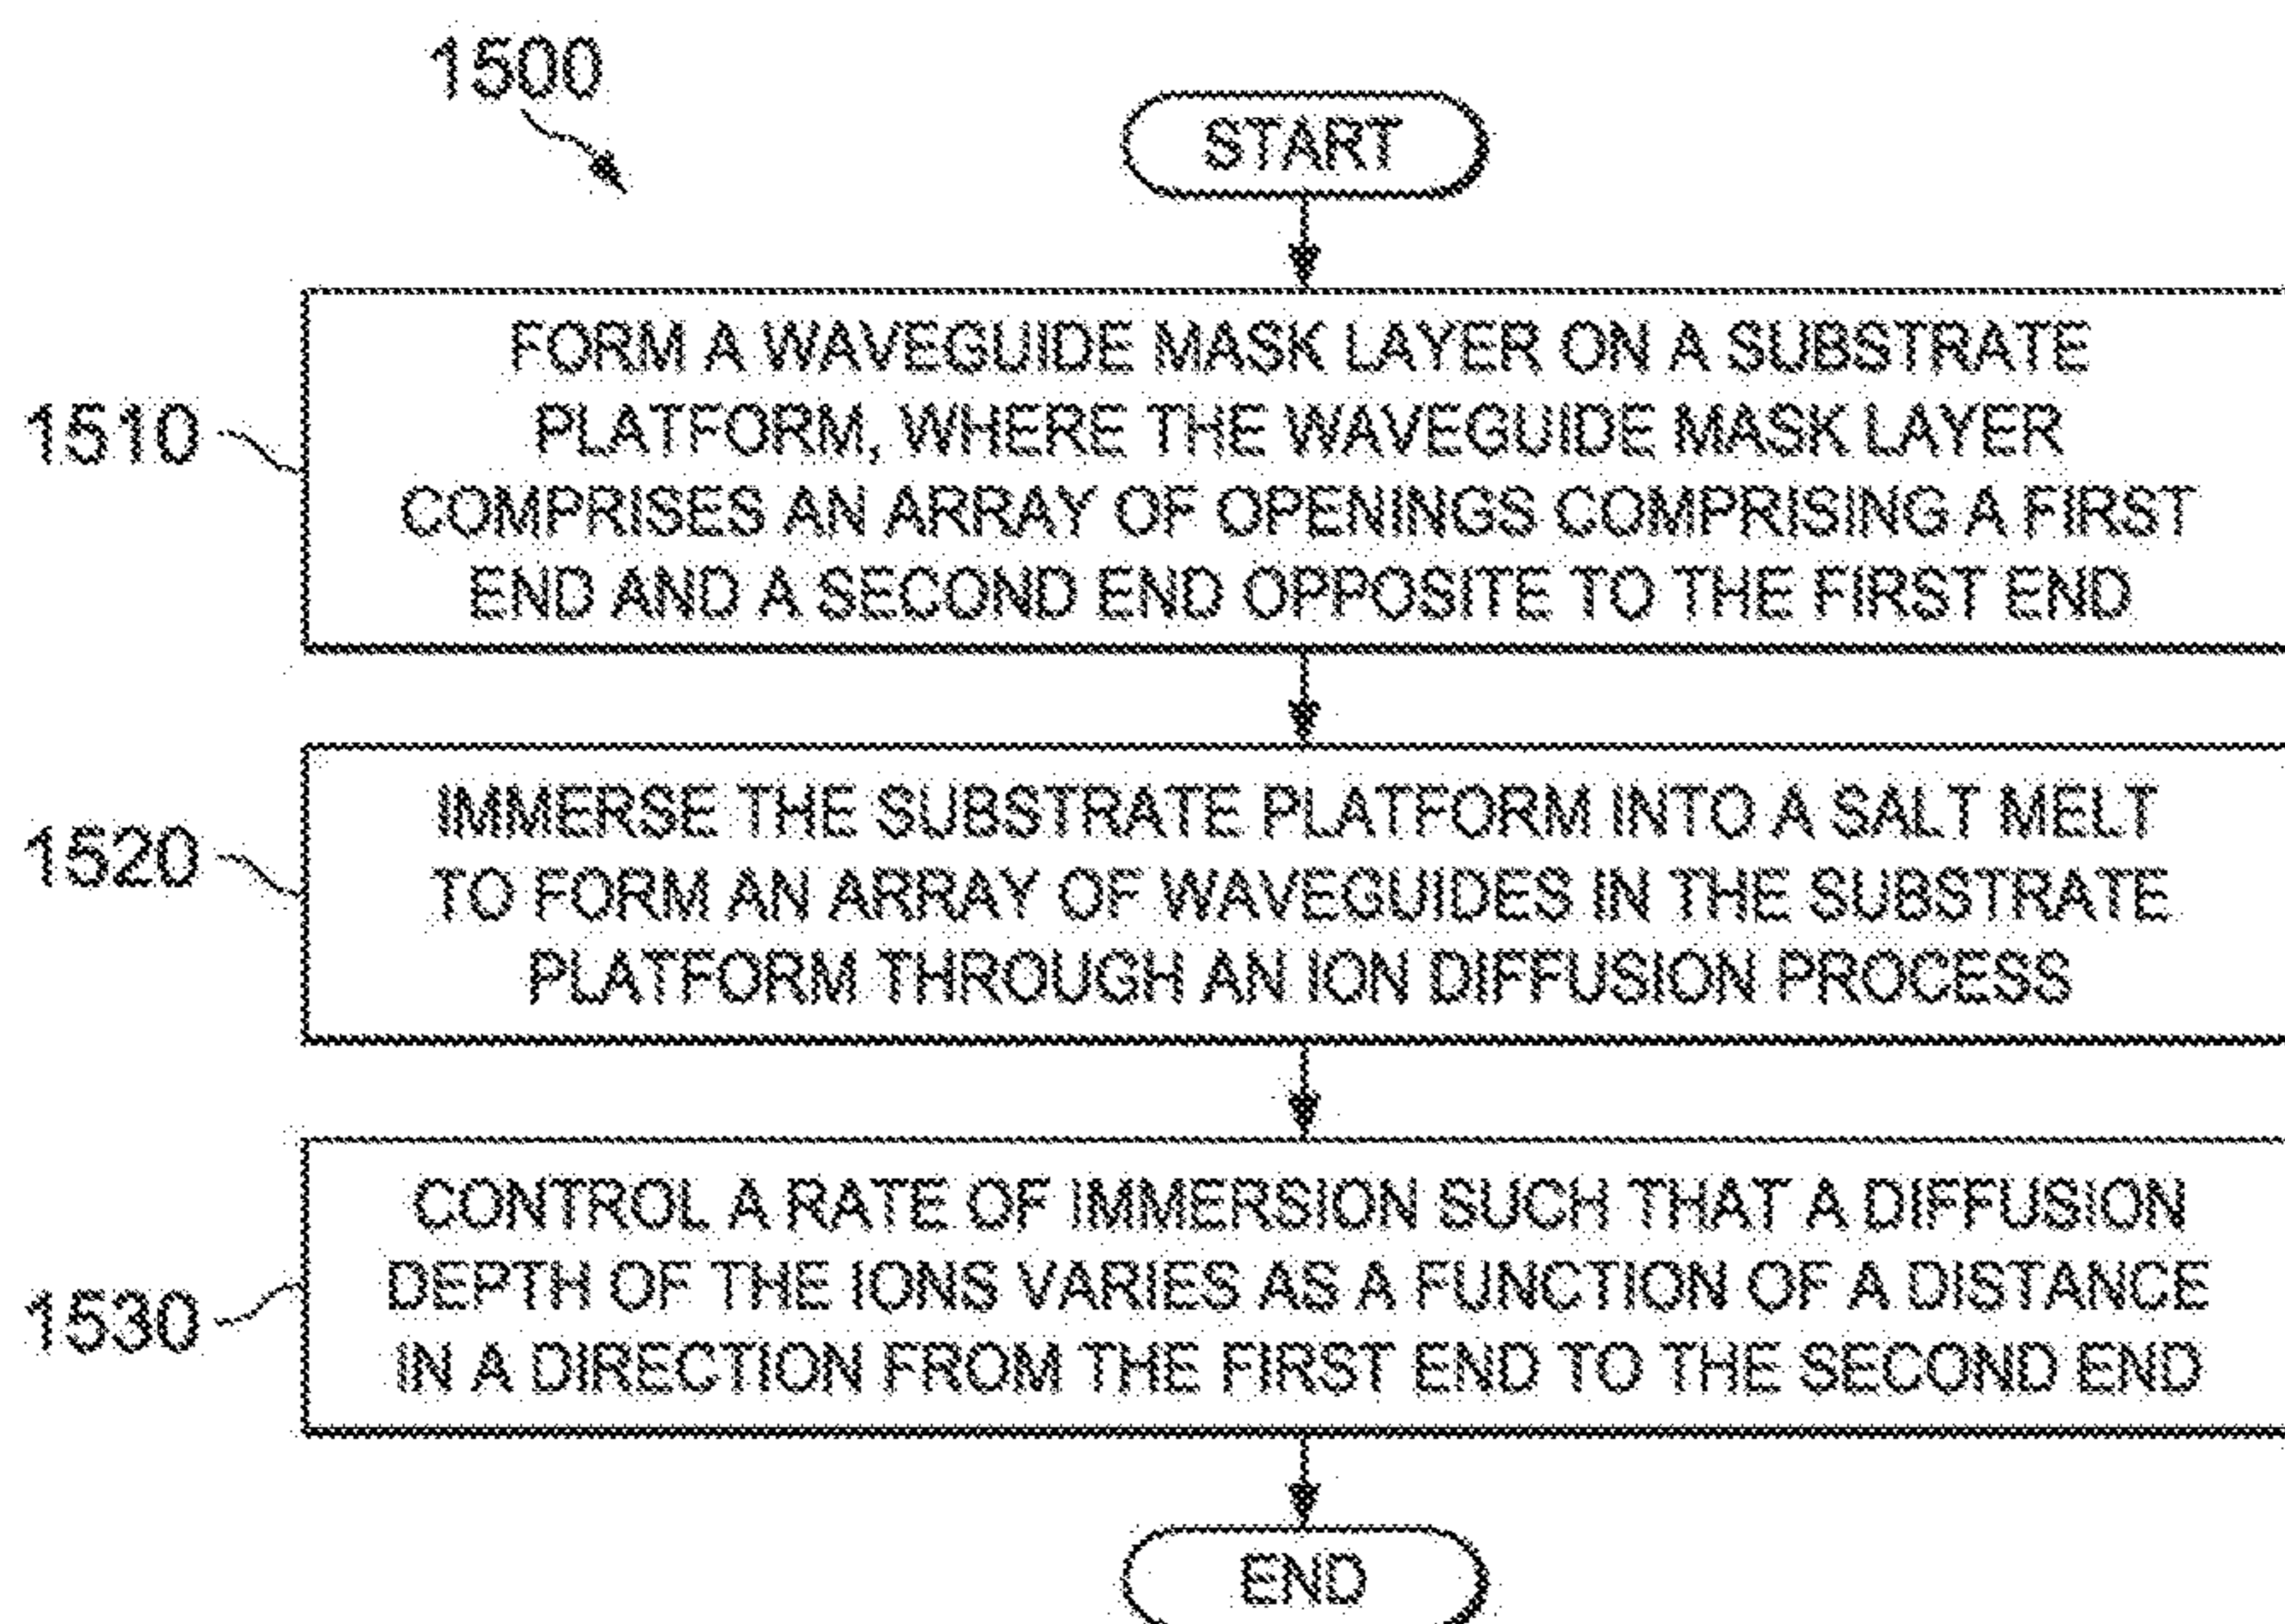 1500
START
1510
FORM A WAVEGUIDE MASK LAYER ON A SUBSTRATE
PLATFORM, WHERE THE WAVEGUIDE MASK LAYER
COMPRISES AN ARRAY OF OPENINGS COMPRISING A FIRST
END AND A SECOND END OPPOSITE TO THE FIRST END
1520
IMMERSE THE SUBSTRATE PLATFORM INTO A SALT MELT
TO FORM AN ARRAY OF WAVEGUIDES IN THE SUBSTRATE
PLATFORM THROUGH AN ION DIFFUSION PROCESS
1530
CONTROL A RATE OF IMMERSION SUCH THAT A DIFFUSION
DEPTH OF THE IONS VARIES AS A FUNCTION OF A DISTANCE
IN A DIRECTION FROM THE FIRST END TO THE SECOND END
END